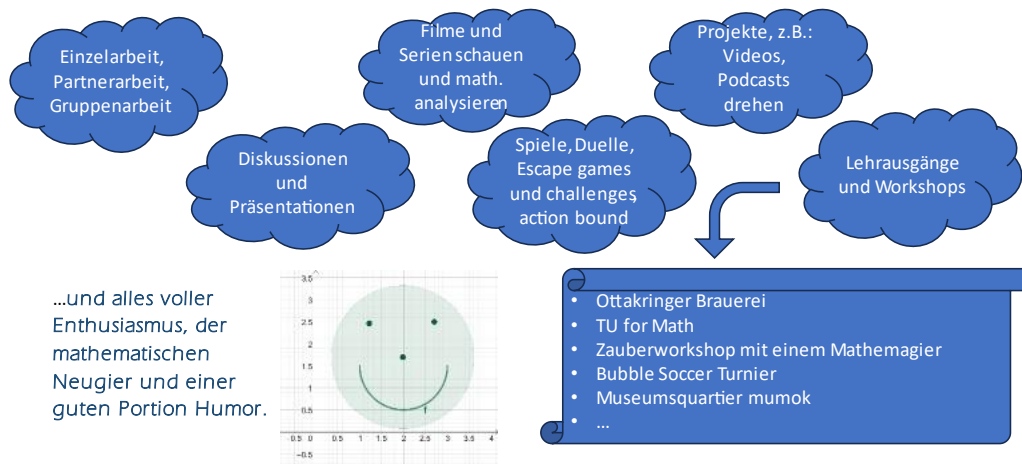 Einzelarbeit,
Partnerarbeit,
Gruppenarbeit
Filme und
Serien schauen
und math.
analysieren
Projekte, z.B.:
Videos,
Podcasts
drehen
Diskussionen
und
Präsentationen
Spiele, Duelle,
Escape games
und challenges,
action bound
Lehrausgänge
und Workshops
...und alles voller
Enthusiasmus, der
mathematischen
Neugier und einer
guten Portion Humor.
3.5
3
2.5
2
1.5
1
0.5
0
-0.5
-0.5 0 0.5 1 1.5 2 2.5 3 3.5 4
f
• Ottakringer Brauerei
• TU for Math
• Zauberworkshop mit einem Mathemagier
• Bubble Soccer Turnier
• Museumsquartier mumok
• ...